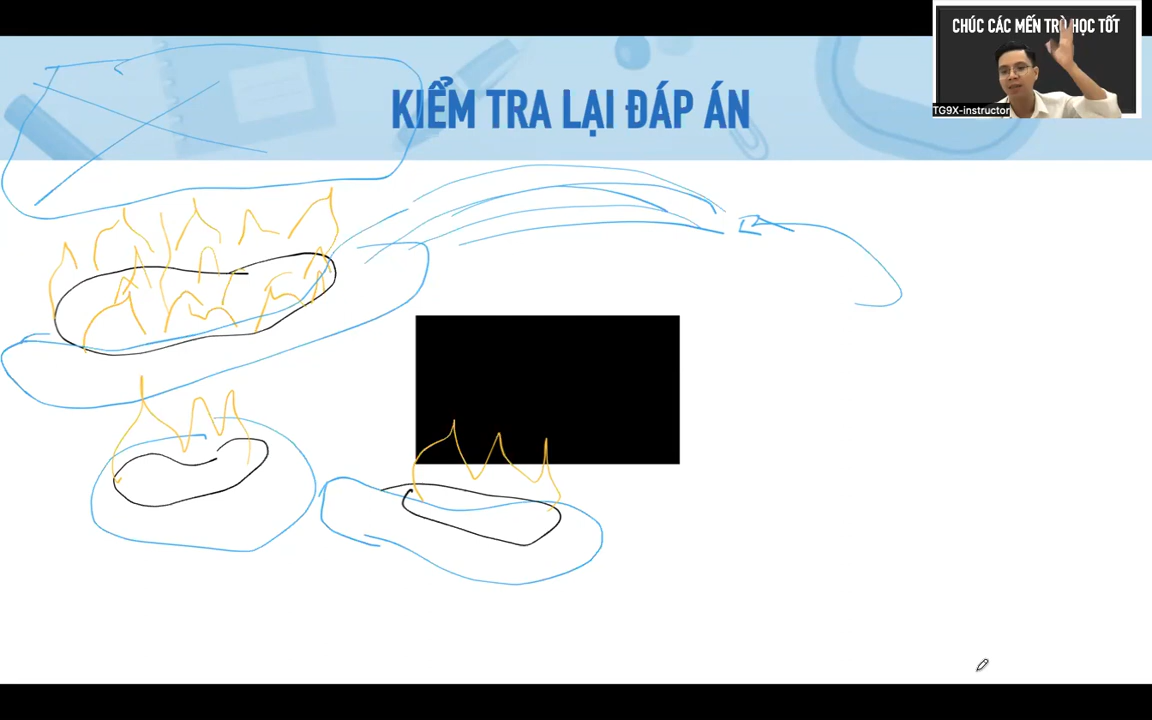 CHÚC CÁC MẾN TRÒ HỌC TỐT
KIỂM TRA LẠI ĐÁP ÁN
TG9X-instructor